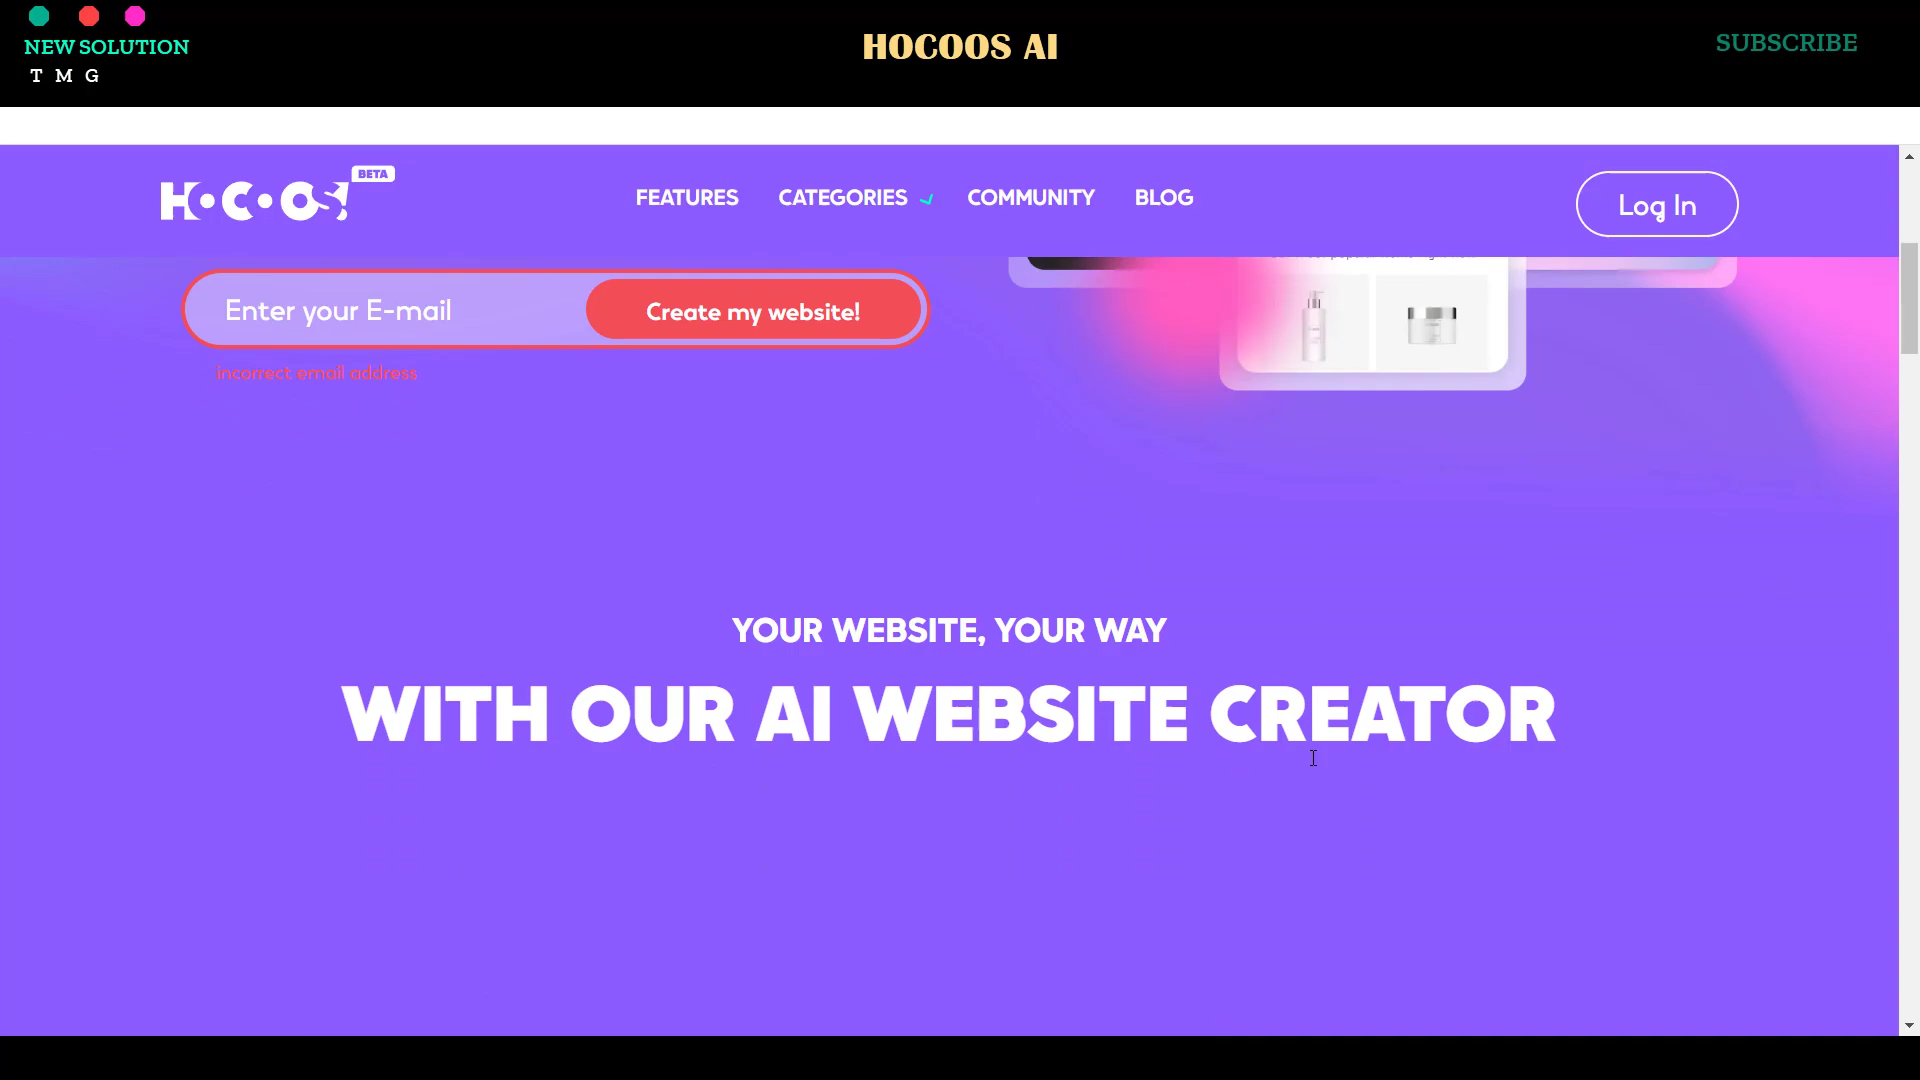 NEW SOLUTION
T M G
HOCOOS AI
SUBSCRIBE
HOCOOS BETA
FEATURES
CATEGORIES
COMMUNITY
BLOG
Log In
Enter your E-mail
Create my website!
incorrect email address
YOUR WEBSITE, YOUR WAY
WITH OUR AI WEBSITE CREATOR